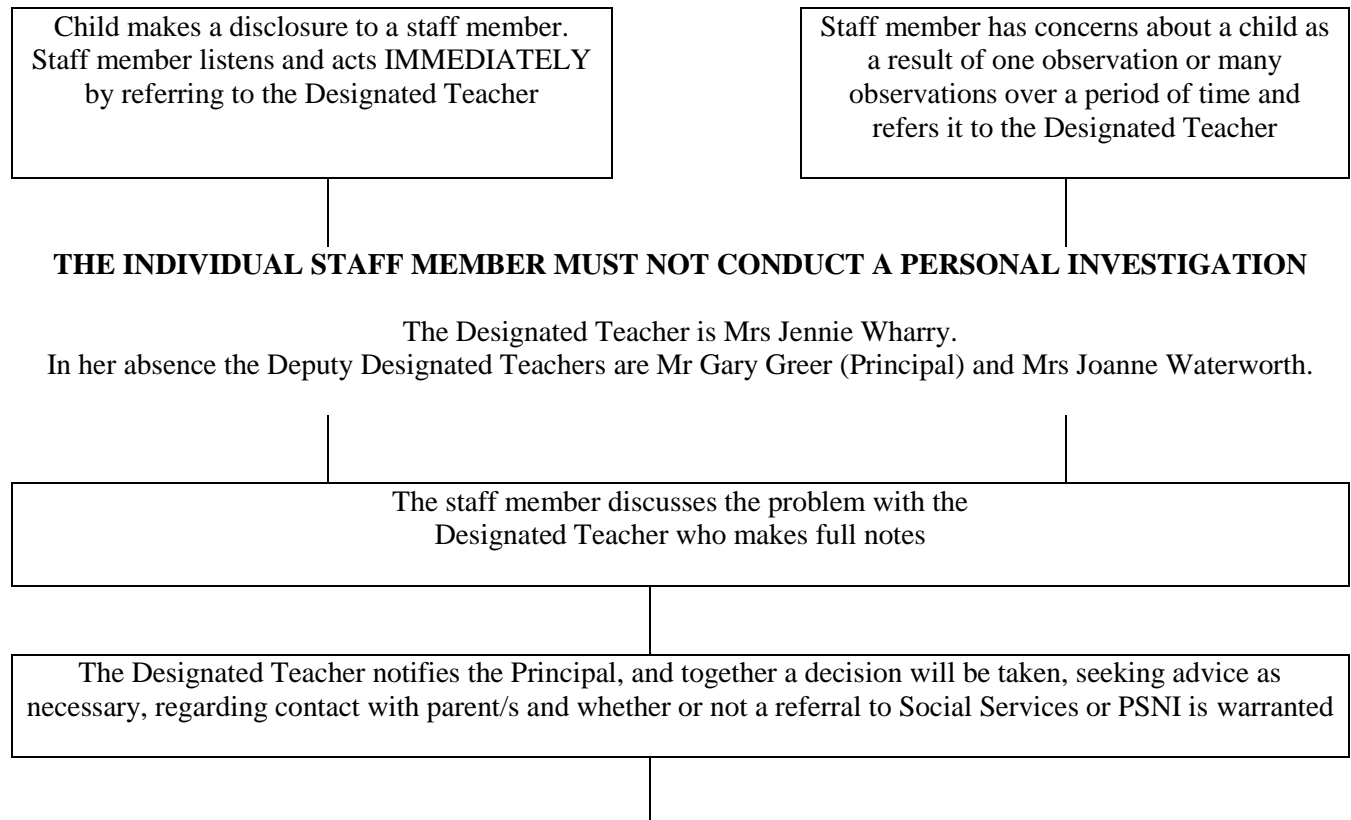 Child makes a disclosure to a staff member.
Staff member listens and acts IMMEDIATELY
by referring to the Designated Teacher
Staff member has concerns about a child as
a result of one observation or many
observations over a period of time and
refers it to the Designated Teacher
THE INDIVIDUAL STAFF MEMBER MUST NOT CONDUCT A PERSONAL INVESTIGATION
The Designated Teacher is Mrs Jennie Wharry.
In her absence the Deputy Designated Teachers are Mr Gary Greer (Principal) and Mrs Joanne Waterworth.
The staff member discusses the problem with the
Designated Teacher who makes full notes
The Designated Teacher notifies the Principal, and together a decision will be taken, seeking advice as
necessary, regarding contact with parent/s and whether or not a referral to Social Services or PSNI is warranted